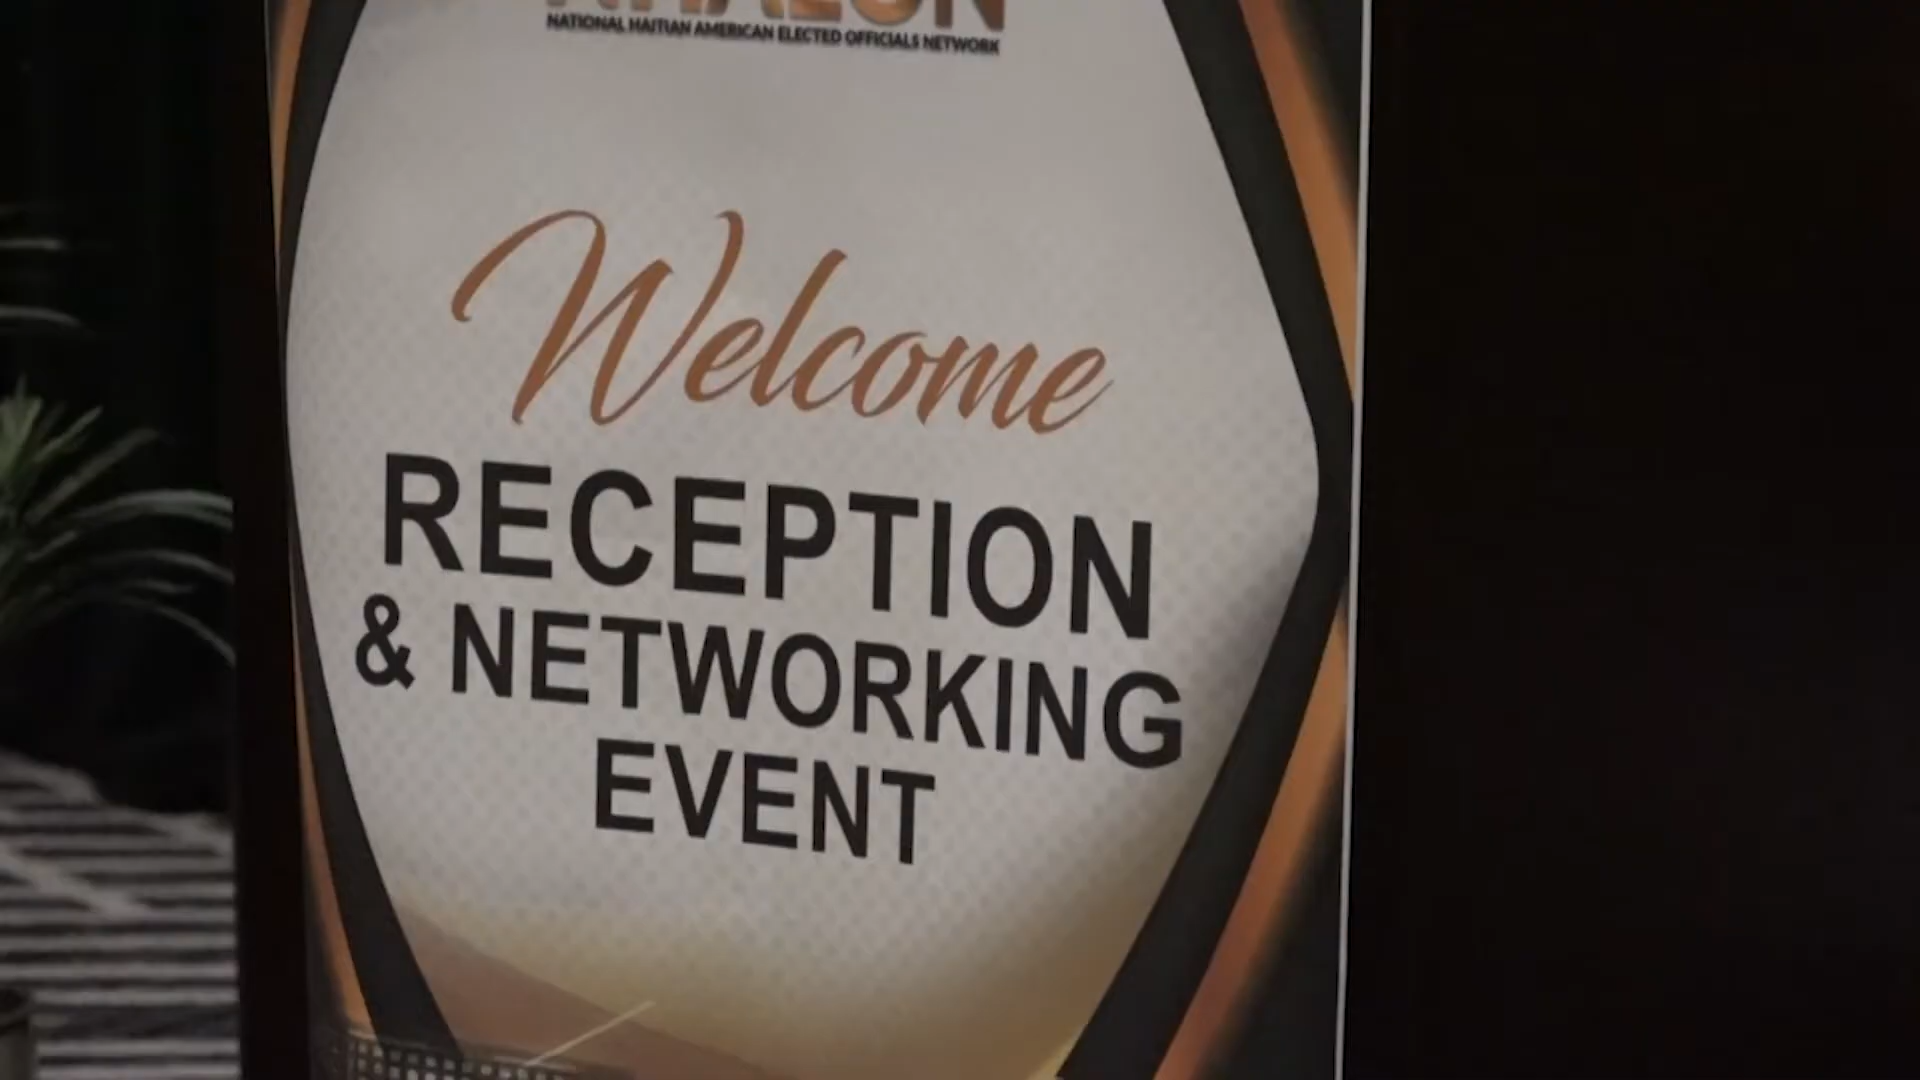 NATIONAL HAITIAN AMERICAN ELECTED OFFICIALS NETWORK
Welcome
RECEPTION
& NETWORKING
EVENT